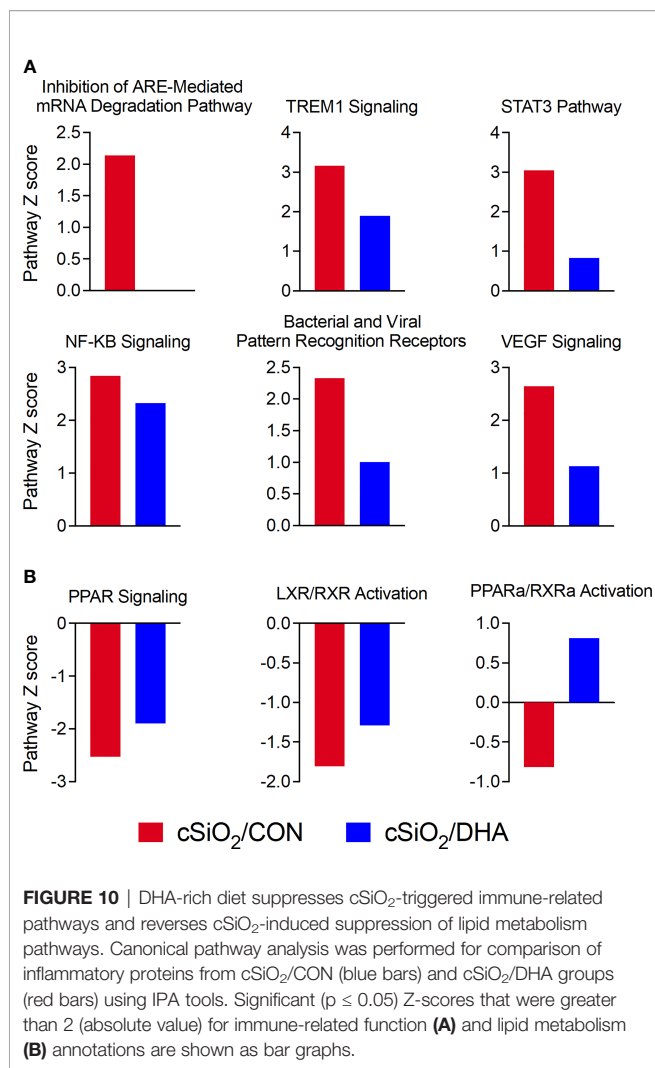 A
Inhibition of ARE-Mediated
mRNA Degradation Pathway
TREM1 Signaling
STAT3 Pathway
Pathway Z score
2.5
2.0
1.5
1.0
0.5
0.0
4
3
2
1
0
4
3
2
1
0
NF-KB Signaling
Bacterial and Viral
Pattern Recognition Receptors
VEGF Signaling
Pathway Z score
3
2
1
0
2.5
2.0
1.5
1.0
0.5
0.0
4
3
2
1
0
B
PPAR Signaling
LXR/RXR Activation
PPARa/RXRa Activation
Pathway Z score
0
-1
-2
-3
0.0
-0.5
-1.0
-1.5
-2.0
1.0
0.5
0.0
-0.5
-1.0
cSiO₂/CON
cSiO₂/DHA
FIGURE 10 | DHA-rich diet suppresses cSiO₂-triggered immune-related
pathways and reverses cSiO₂-induced suppression of lipid metabolism
pathways. Canonical pathway analysis was performed for comparison of
inflammatory proteins from cSiO₂/CON (blue bars) and cSiO₂/DHA groups
(red bars) using IPA tools. Significant (p ≤ 0.05) Z-scores that were greater
than 2 (absolute value) for immune-related function (A) and lipid metabolism
(B) annotations are shown as bar graphs.